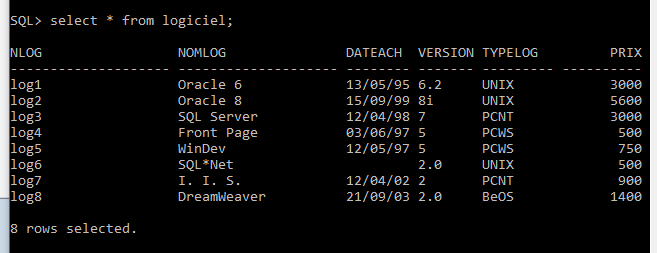 SQL> select * from logiciel;
NLOG NOMLOG DATEACH VERSION TYPELOG PRIX
-------------------- -------------------- -------- ------- --------- ----------
log1 Oracle 6 13/05/95 6.2 UNIX 3000
log2 Oracle 8 15/09/99 8i UNIX 5600
log3 SQL Server 12/04/98 7 PCNT 3000
log4 Front Page 03/06/97 5 PCWS 500
log5 WinDev 12/05/97 5 PCWS 750
log6 SQL*Net 2.0 UNIX 500
log7 I. I. S. 12/04/02 2 PCNT 900
log8 DreamWeaver 21/09/03 2.0 BeOS 1400
8 rows selected.